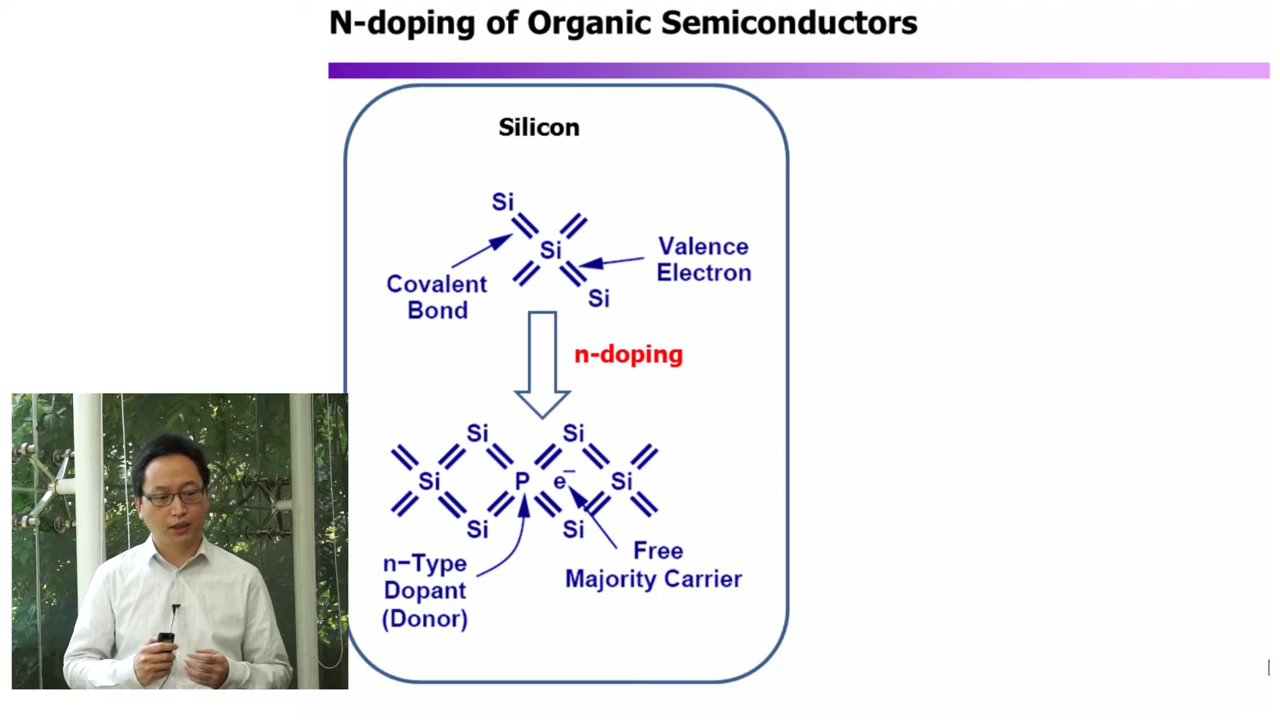 N-doping of Organic Semiconductors
Silicon
Si
Si
Valence
Electron
Covalent
Bond
Si
n-doping
Si
Si
Si
P
e−
Si
Si
Si
n−Type
Dopant
(Donor)
Free
Majority Carrier